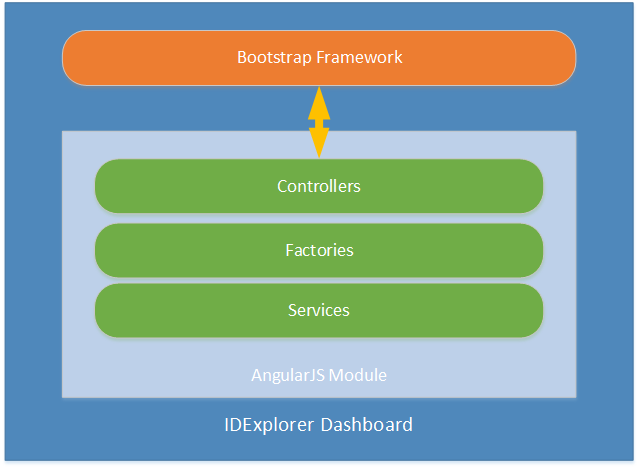 Bootstrap Framework
Controllers
Factories
Services
AngularJS Module
IDExplorer Dashboard